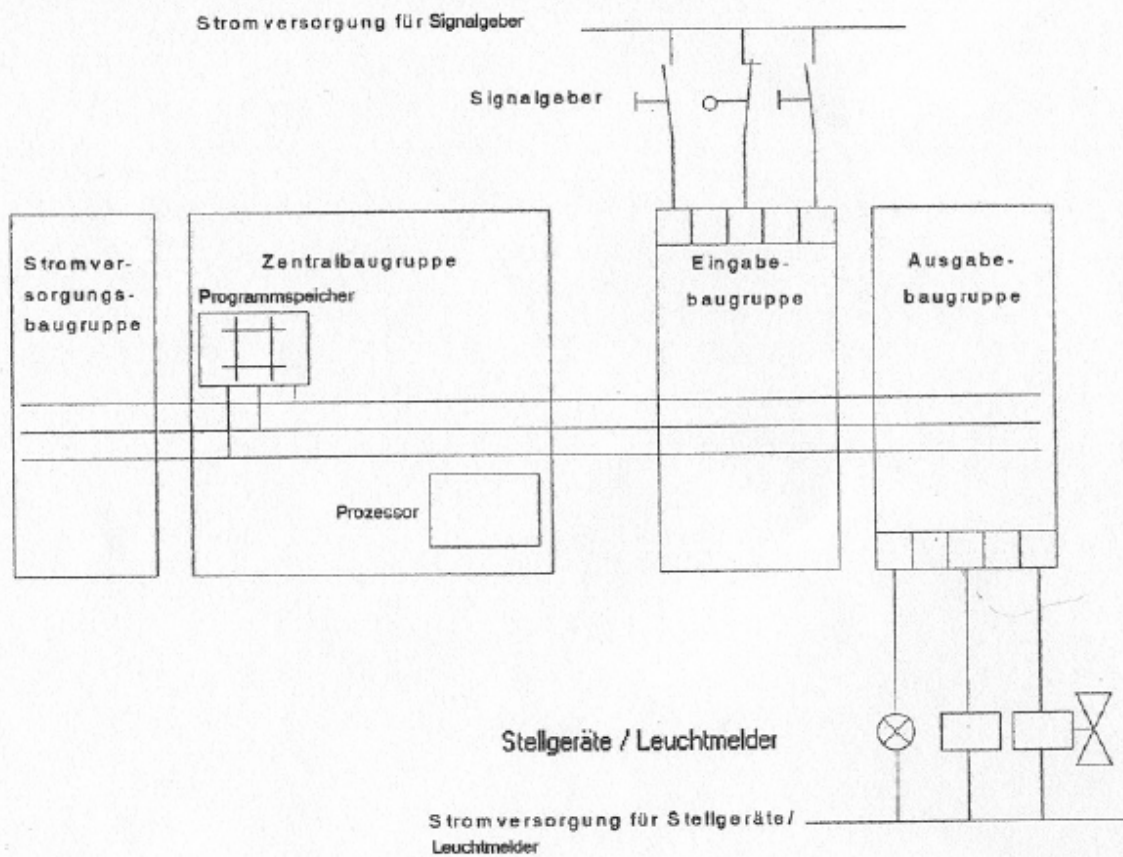 Stromversorgung für Signalgeber
Signalgeber
Stromver-
sorgungs-
baugruppe
Zentralbaugruppe
Programmspeicher
Eingabe-
baugruppe
Ausgabe-
baugruppe
Prozessor
Stellgeräte / Leuchtmelder
Stromversorgung für Stellgeräte/
Leuchtmelder